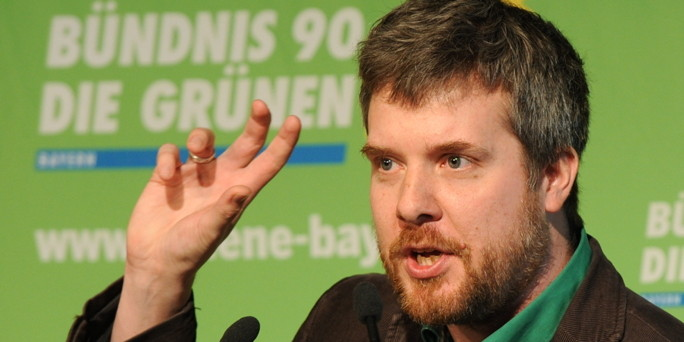 BÜNDNIS 90
DIE GRÜNEN
BAYERN
BÜ
DIE